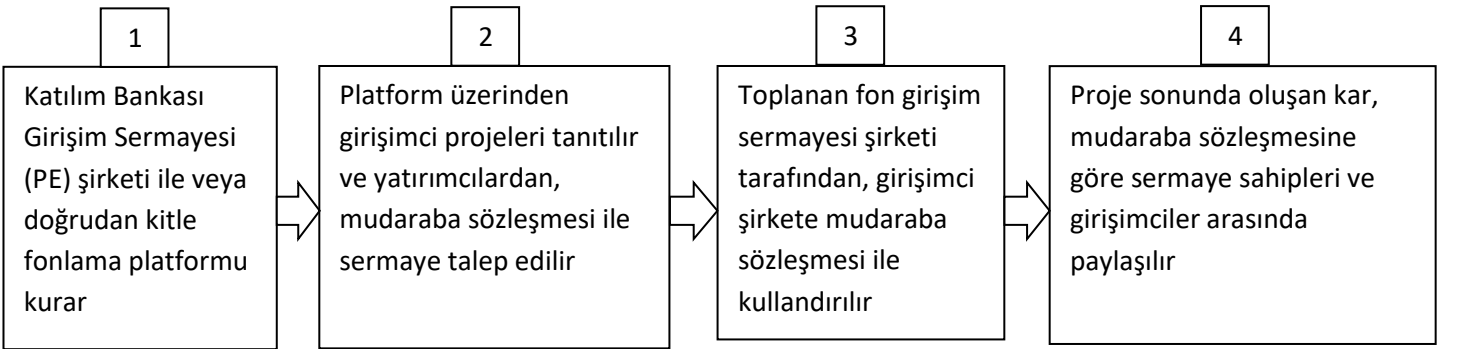 1
Katılım Bankası
Girişim Sermayesi
(PE) şirketi ile veya
doğrudan kitle
fonlama platformu
kurar
2
Platform üzerinden
girişimci projeleri tanıtılır
ve yatırımcılardan,
mudaraba sözleşmesi ile
sermaye talep edilir
3
Toplanan fon girişim
sermayesi şirketi
tarafından, girişimci
şirkete mudaraba
sözleşmesi ile
kullandırılır
4
Proje sonunda oluşan kar,
mudaraba sözleşmesine
göre sermaye sahipleri ve
girişimciler arasında
paylaşılır